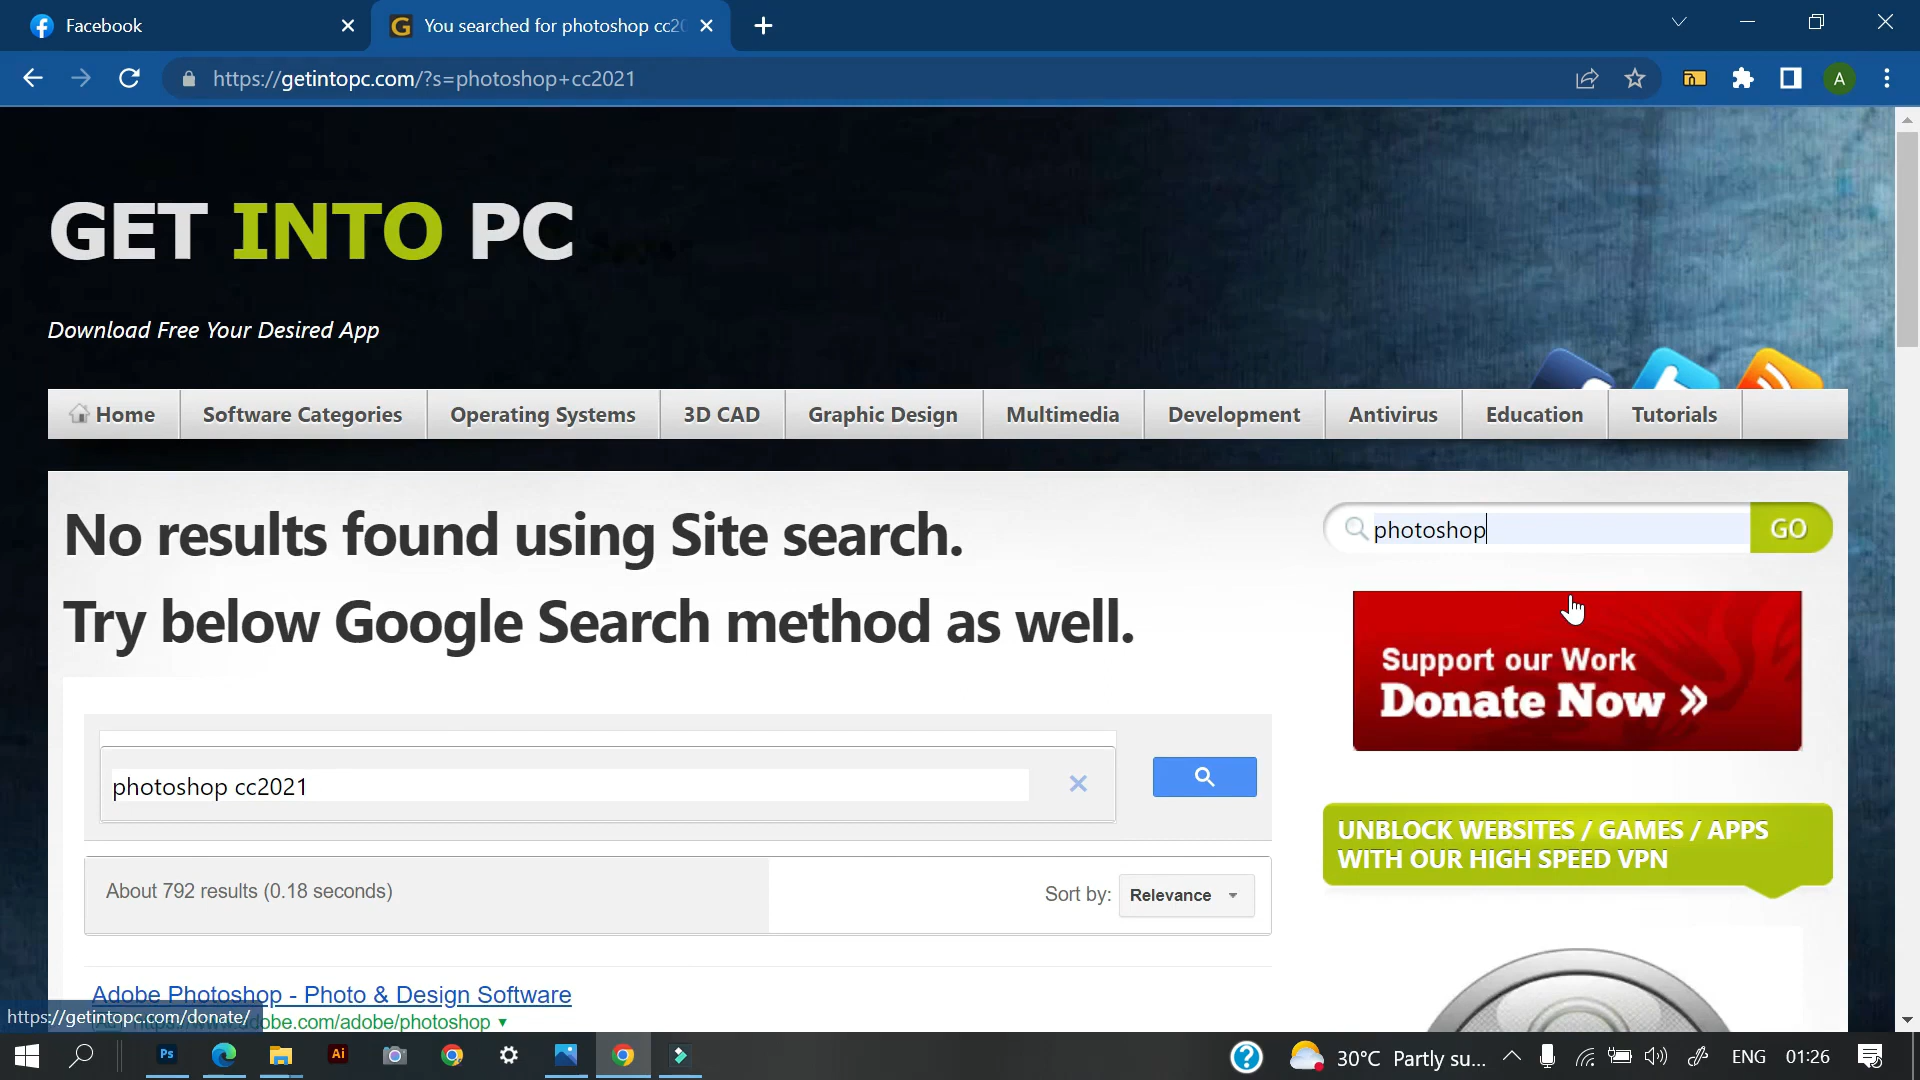 Facebook
You searched for photoshop cc20
https://getintopc.com/?s=photoshop+cc2021
A
GET INTO PC
Download Free Your Desired App
Home
Software Categories
Operating Systems
3D CAD
Graphic Design
Multimedia
Development
Antivirus
Education
Tutorials
No results found using Site search.
Try below Google Search method as well.
photoshop
GO
Support our Work
Donate Now »
photoshop cc2021
About 792 results (0.18 seconds)
Sort by: Relevance
UNBLOCK WEBSITES / GAMES / APPS
WITH OUR HIGH SPEED VPN
Adobe Photoshop - Photo & Design Software
https://getintopc.com/donate/
obe.com/adobe/photoshop
Ps
Ai
30°C Partly su...
ENG
01:26